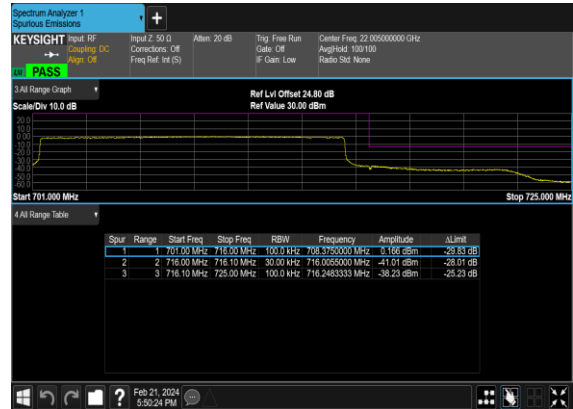 Spectrum Analyzer 1
Spurious Emissions
KEYSIGHT
Input: RF
Coupling: DC
Align: Off
Input Z: 50 Ω
Corrections: Off
Freq Ref: Int (S)
Atten: 20 dB
Trig: Free Run
Gate: Off
IF Gain: Low
Center Freq: 22.005000000 GHz
Avg|Hold: 100/100
Radio Std: None
PASS
3 All Range Graph
Scale/Div 10.0 dB
Ref Lvl Offset 24.80 dB
Ref Value 30.00 dBm
20.0
10.0
0.00
-10.0
-20.0
-30.0
-40.0
-50.0
-60.0
Start 701.000 MHz
Stop 725.000 MHz
4 All Range Table
Spur Range Start Freq Stop Freq RBW Frequency Amplitude ΔLimit
1 1 701.00 MHz 716.00 MHz 100.0 kHz 708.3750000 MHz 0.166 dBm -29.83 dB
2 2 716.00 MHz 716.10 MHz 30.00 kHz 716.0055000 MHz -41.01 dBm -28.01 dB
3 3 716.10 MHz 725.00 MHz 100.0 kHz 716.2483333 MHz -38.23 dBm -25.23 dB
Feb 21, 2024
5:50:24 PM